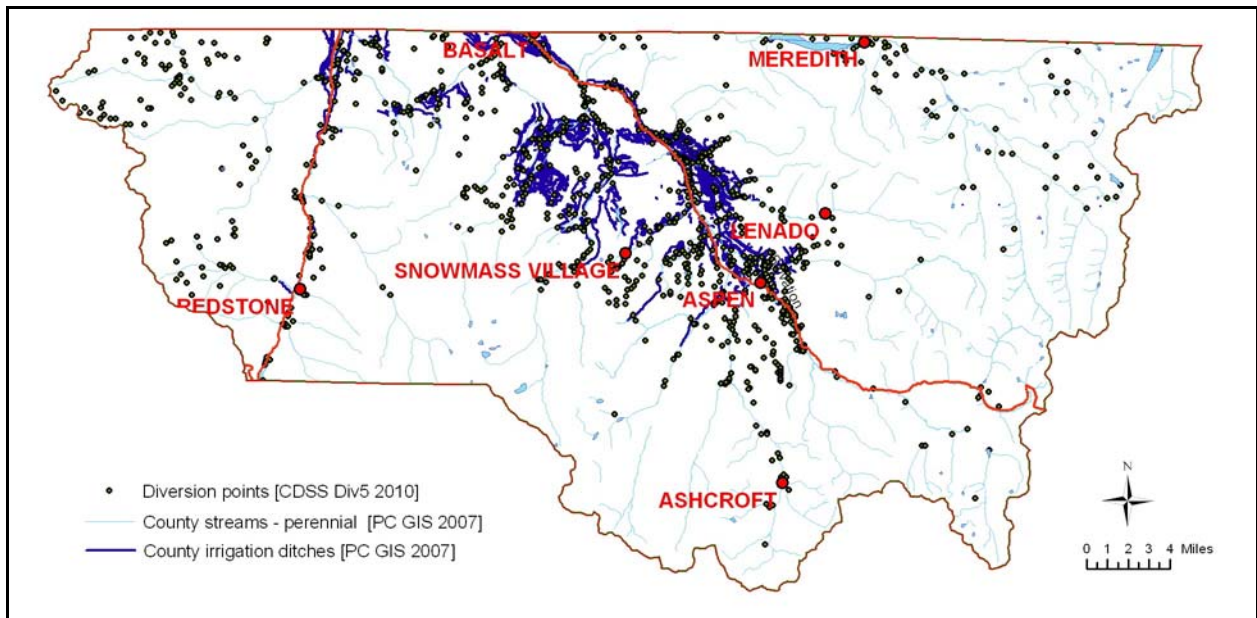 BASALT
MEREDITH
LENADO
SNOWMASS VILLAGE
ASPEN
REDSTONE
ASHCROFT
Diversion points [CDSS Div5 2010]
County streams - perennial [PC GIS 2007]
County irrigation ditches [PC GIS 2007]
N
0 1 2 3 4 Miles